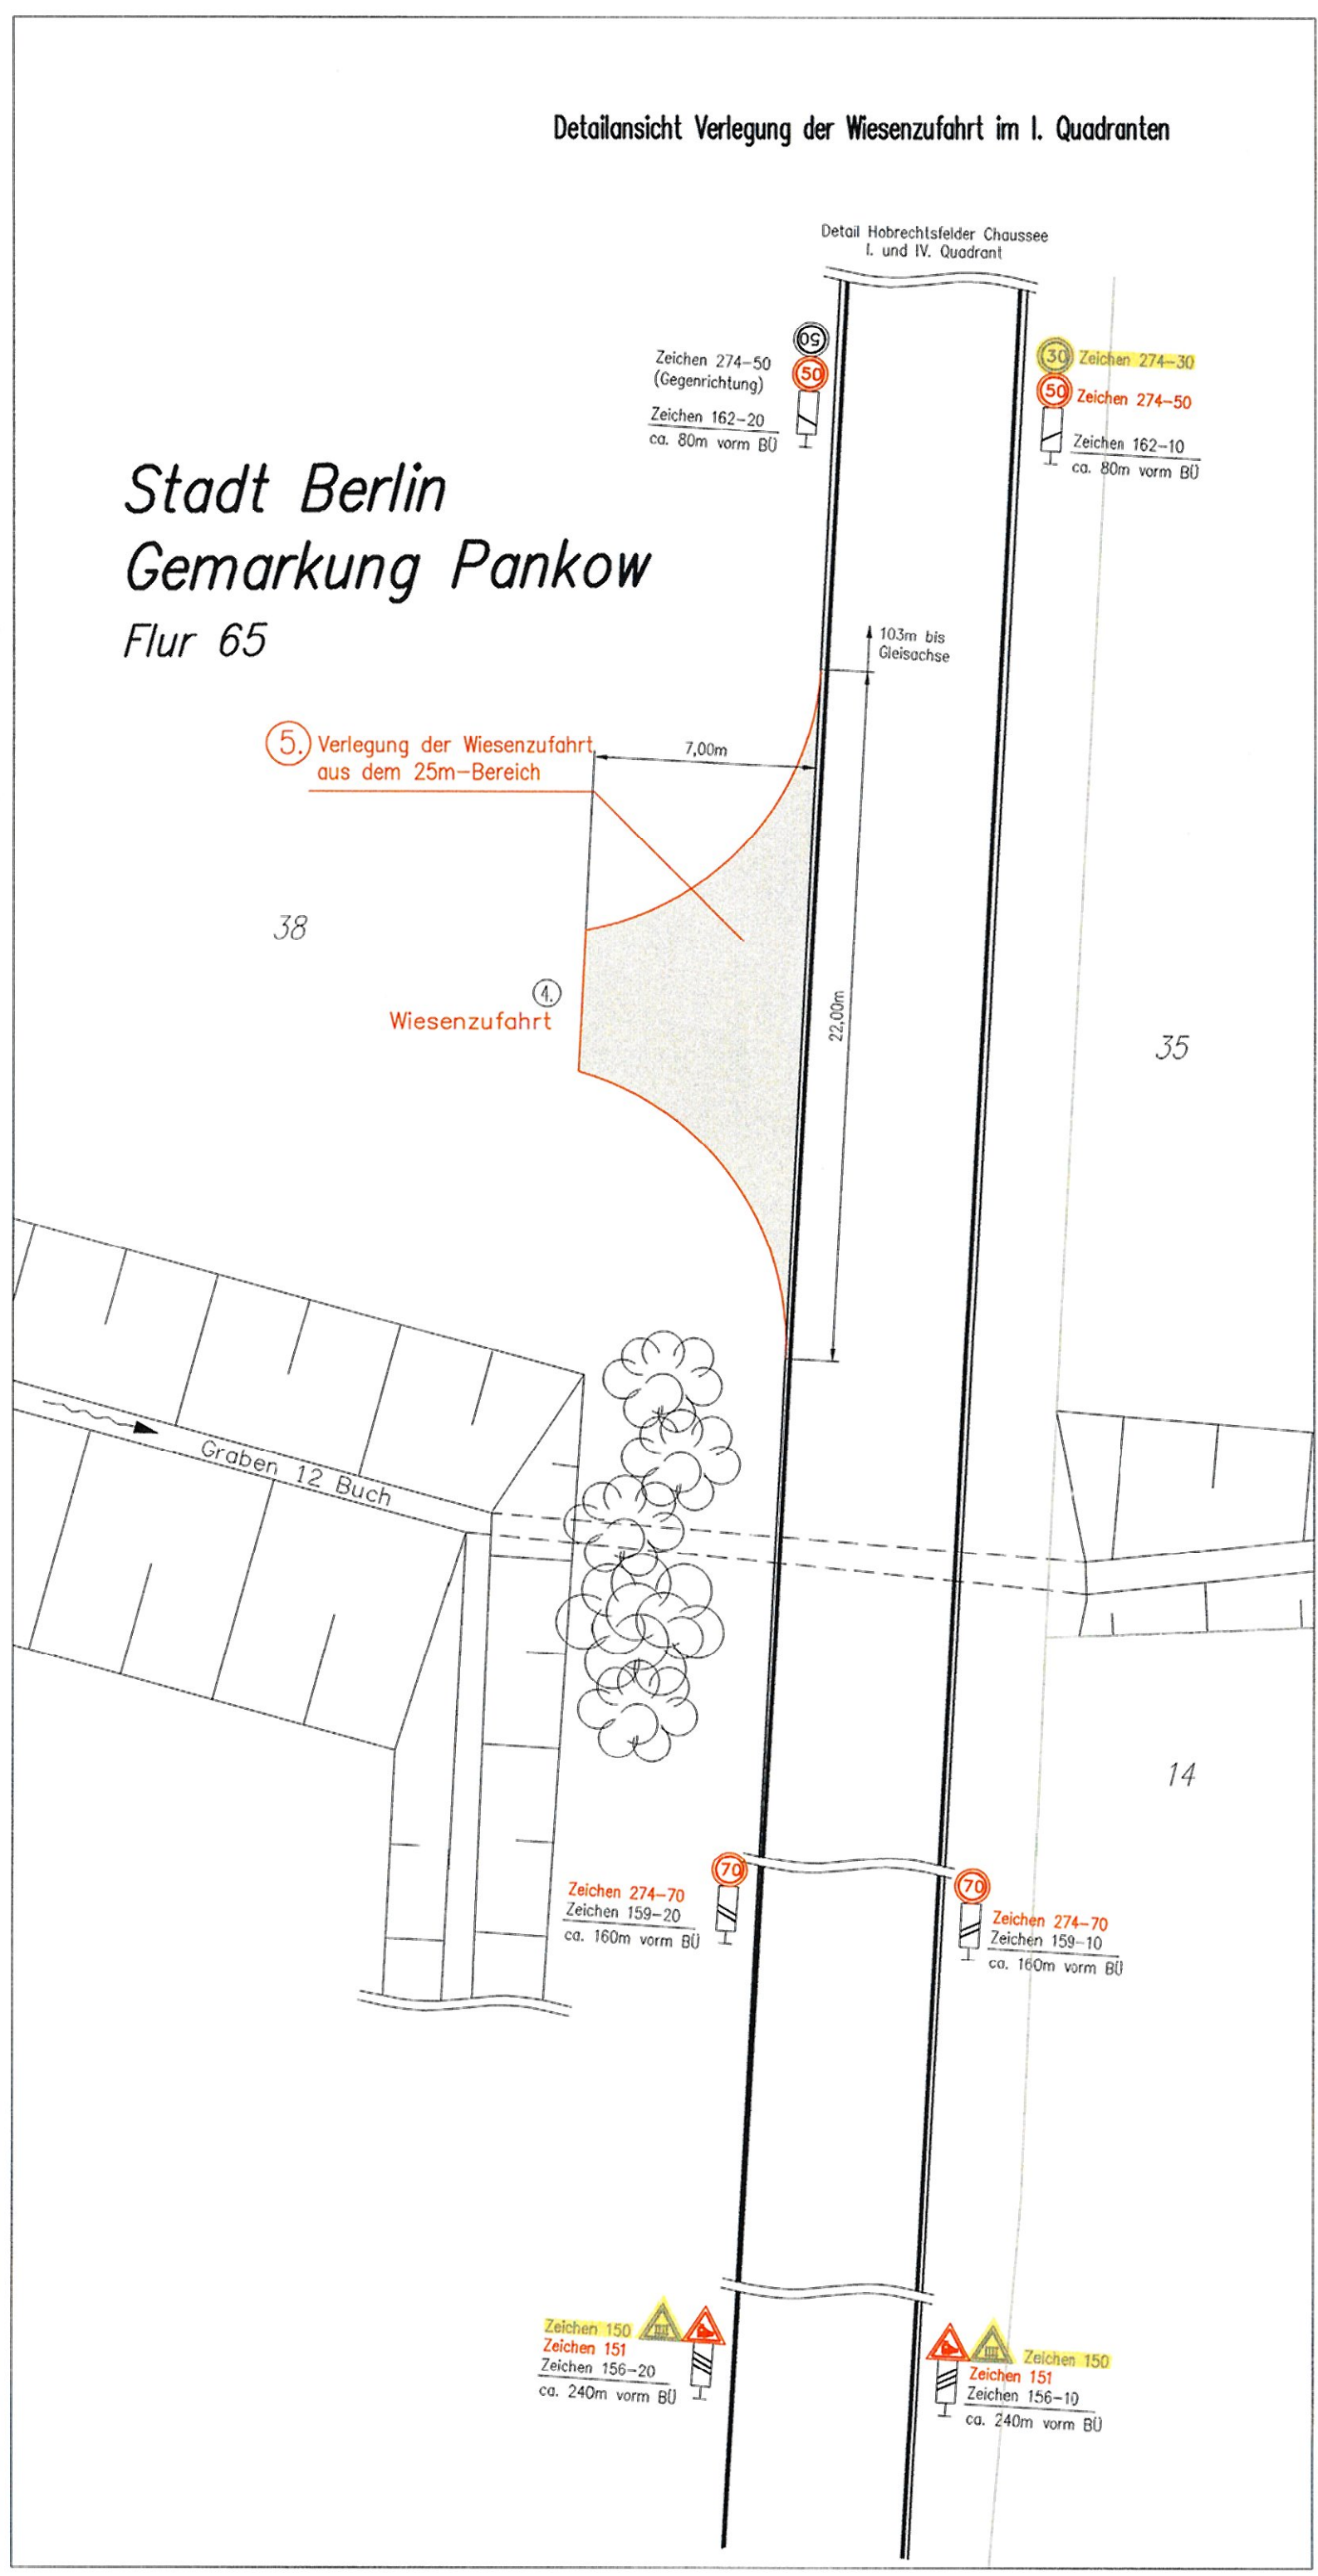 Detailansicht Verlegung der Wiesenzufahrt im I. Quadranten
Detail Hobrechtsfelder Chaussee
I. und IV. Quadrant
50
50
Zeichen 274-50
(Gegenrichtung)
Zeichen 162-20
ca. 80m vorm BÜ
30 Zeichen 274-30
50 Zeichen 274-50
Zeichen 162-10
ca. 80m vorm BÜ
Stadt Berlin
Gemarkung Pankow
Flur 65
103m bis
Gleisachse
5. Verlegung der Wiesenzufahrt
aus dem 25m-Bereich
7,00m
38
4.
Wiesenzufahrt
22,00m
35
Graben 12 Buch
14
70
Zeichen 274-70
Zeichen 159-20
ca. 160m vorm BÜ
70
Zeichen 274-70
Zeichen 159-10
ca. 160m vorm BÜ
Zeichen 150
Zeichen 151
Zeichen 156-20
ca. 240m vorm BÜ
Zeichen 150
Zeichen 151
Zeichen 156-10
ca. 240m vorm BÜ